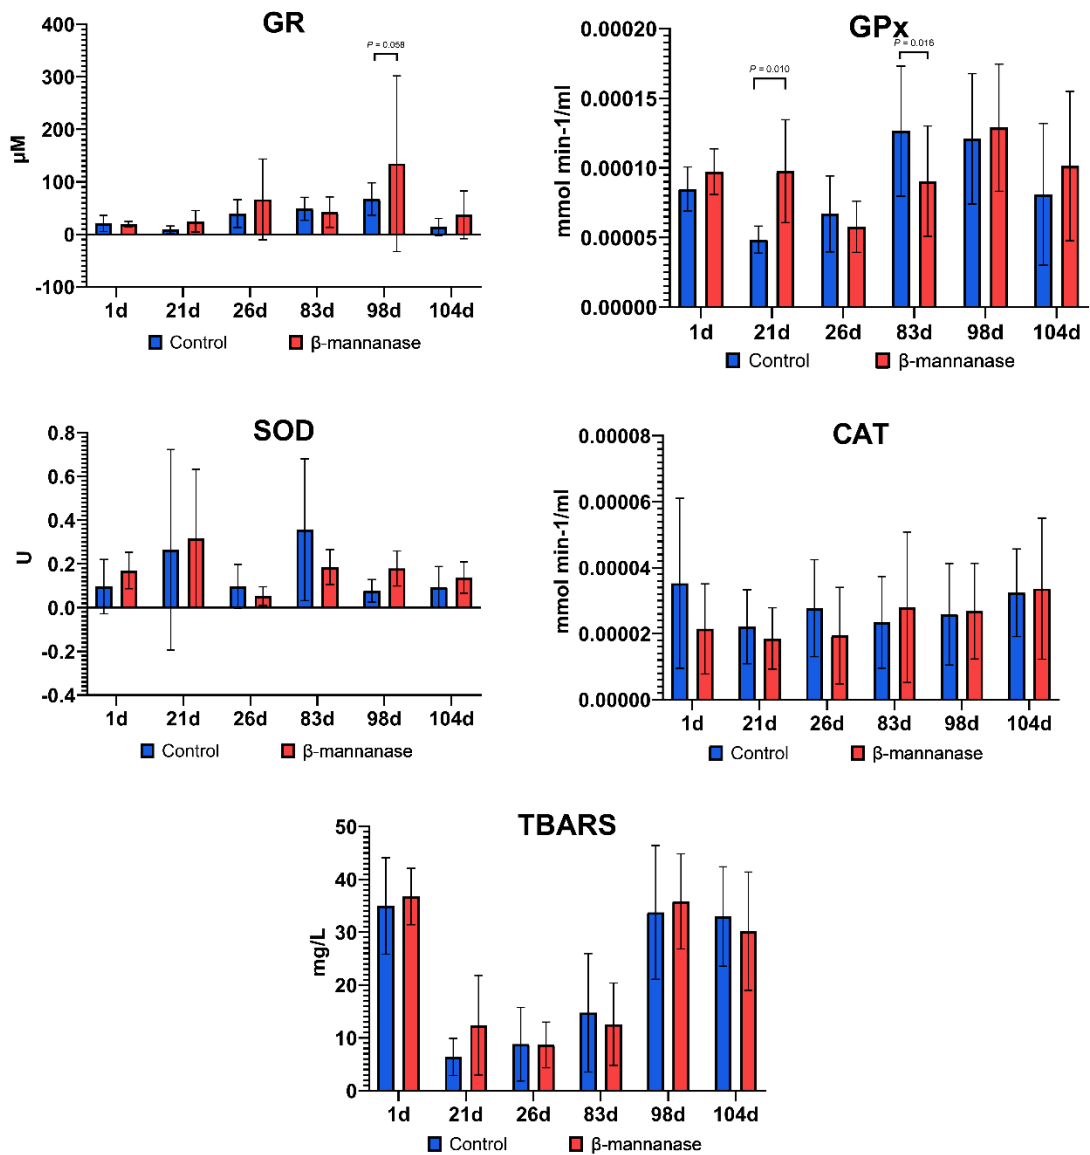 GR
400
300
200
100
0
-100
µM
P = 0.058
1d 21d 26d 83d 98d 104d
Control β-mannanase
GPx
0.00020
0.00015
0.00010
0.00005
0.00000
mmol min-1/ml
P = 0.010
P = 0.016
1d 21d 26d 83d 98d 104d
Control β-mannanase
SOD
0.8
0.6
0.4
0.2
0.0
-0.2
-0.4
U
1d 21d 26d 83d 98d 104d
Control β-mannanase
CAT
0.00008
0.00006
0.00004
0.00002
0.00000
mmol min-1/ml
1d 21d 26d 83d 98d 104d
Control β-mannanase
TBARS
50
40
30
20
10
0
mg/L
1d 21d 26d 83d 98d 104d
Control β-mannanase